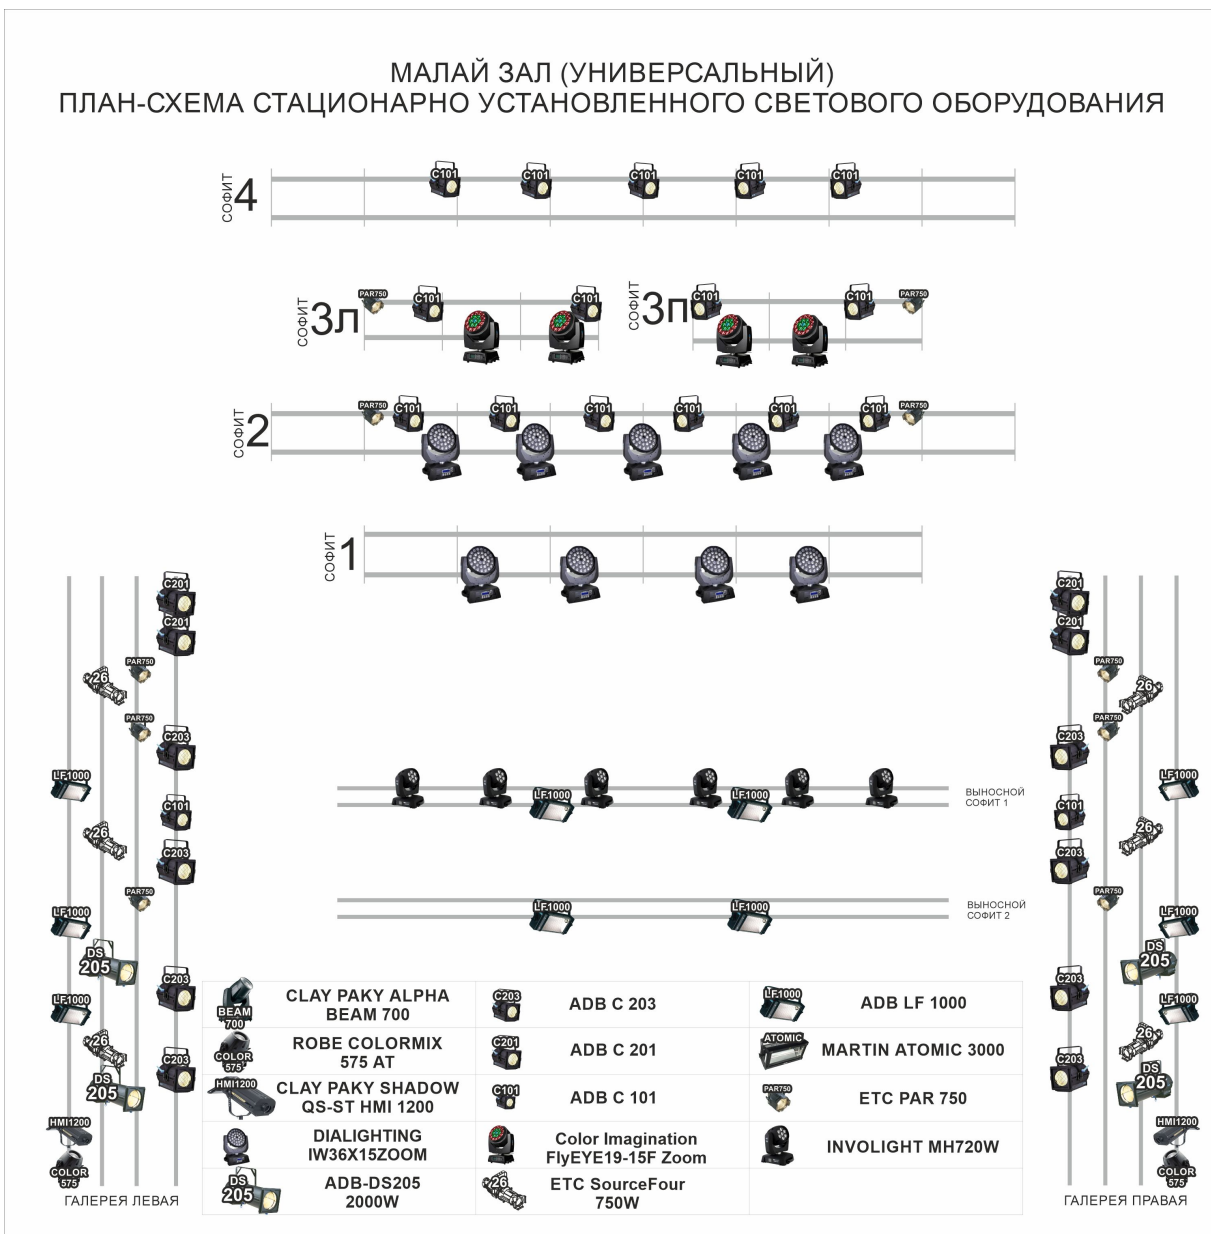 МАЛАЙ ЗАЛ (УНИВЕРСАЛЬНЫЙ)
ПЛАН-СХЕМА СТАЦИОНАРНО УСТАНОВЛЕННОГО СВЕТОВОГО ОБОРУДОВАНИЯ
СОФИТ 4
C101 C101 C101 C101 C101
СОФИТ 3Л
PAR750 C101 C101
СОФИТ 3П
C101 C101 PAR750
СОФИТ 2
PAR750 C101 C101 C101 C101 C101 C101 PAR750
СОФИТ 1
C201
C201
PAR750
26
PAR750
C203
LF1000
C101
26
C203
PAR750
LF1000
DS
205
C203
LF1000
26
C203
DS
205
HMI1200
COLOR
575
ГАЛЕРЕЯ ЛЕВАЯ
LF1000 LF1000
ВЫНОСНОЙ
СОФИТ 1
LF1000 LF1000
ВЫНОСНОЙ
СОФИТ 2
C201
C201
PAR750
26
PAR750
C203
LF1000
C101
26
C203
PAR750
LF1000
DS
205
C203
LF1000
26
C203
DS
205
HMI1200
COLOR
575
ГАЛЕРЕЯ ПРАВАЯ
BEAM
700
CLAY PAKY ALPHA
BEAM 700
C203
ADB C 203
LF1000
ADB LF 1000
COLOR
575
ROBE COLORMIX
575 AT
C201
ADB C 201
ATOMIC
MARTIN ATOMIC 3000
HMI1200
CLAY PAKY SHADOW
QS-ST HMI 1200
C101
ADB C 101
PAR750
ETC PAR 750
DIALIGHTING
IW36X15ZOOM
Color Imagination
FlyEYE19-15F Zoom
INVOLIGHT MH720W
DS
205
ADB-DS205
2000W
26
ETC SourceFour
750W